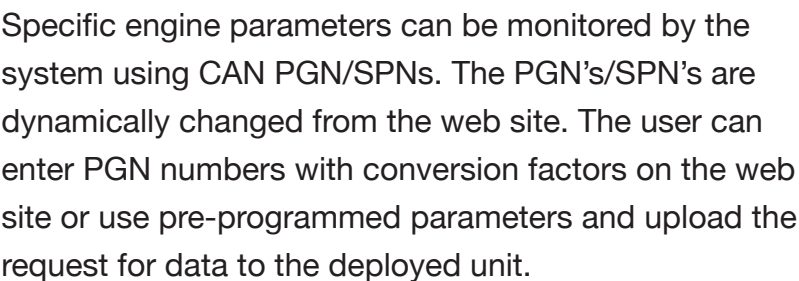 Specific engine parameters can be monitored by the
system using CAN PGN/SPNs. The PGN’s/SPN’s are
dynamically changed from the web site. The user can
enter PGN numbers with conversion factors on the web
site or use pre-programmed parameters and upload the
request for data to the deployed unit.